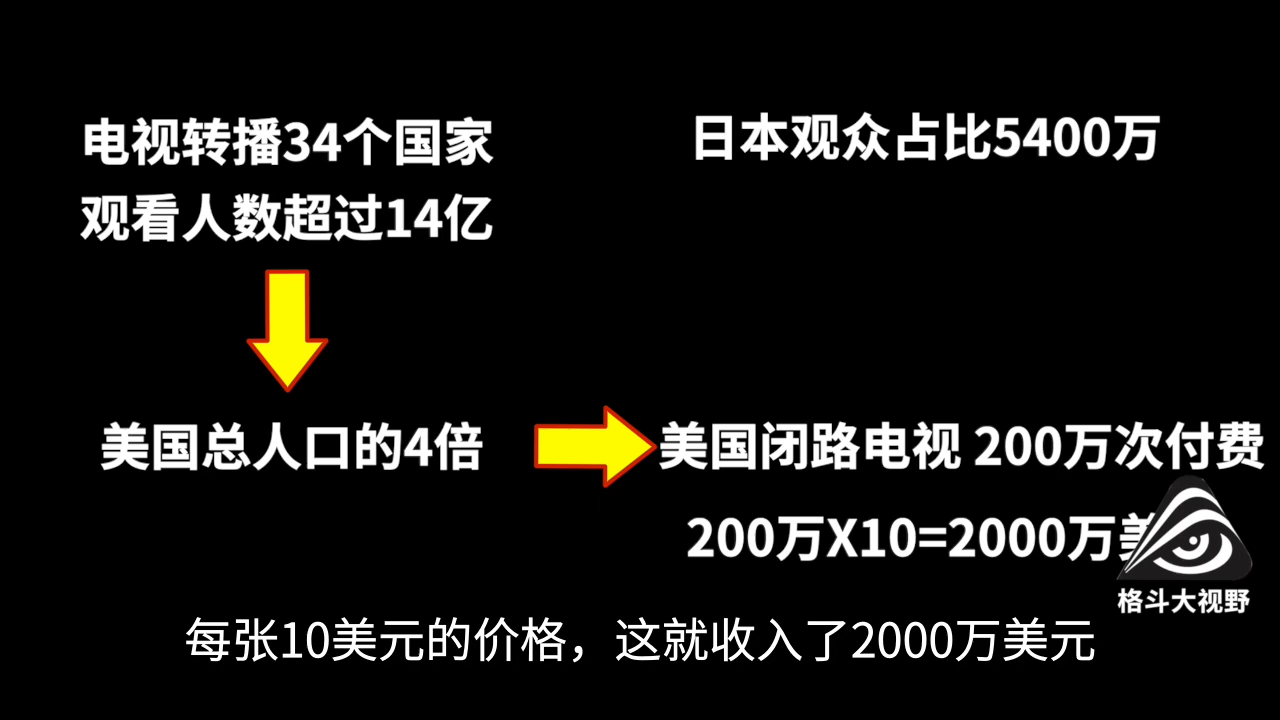 电视转播34个国家
观看人数超过14亿
日本观众占比5400万
美国总人口的4倍
美国闭路电视 200万次付费
200万X10=2000万美
格斗大视野
每张10美元的价格，这就收入了2000万美元